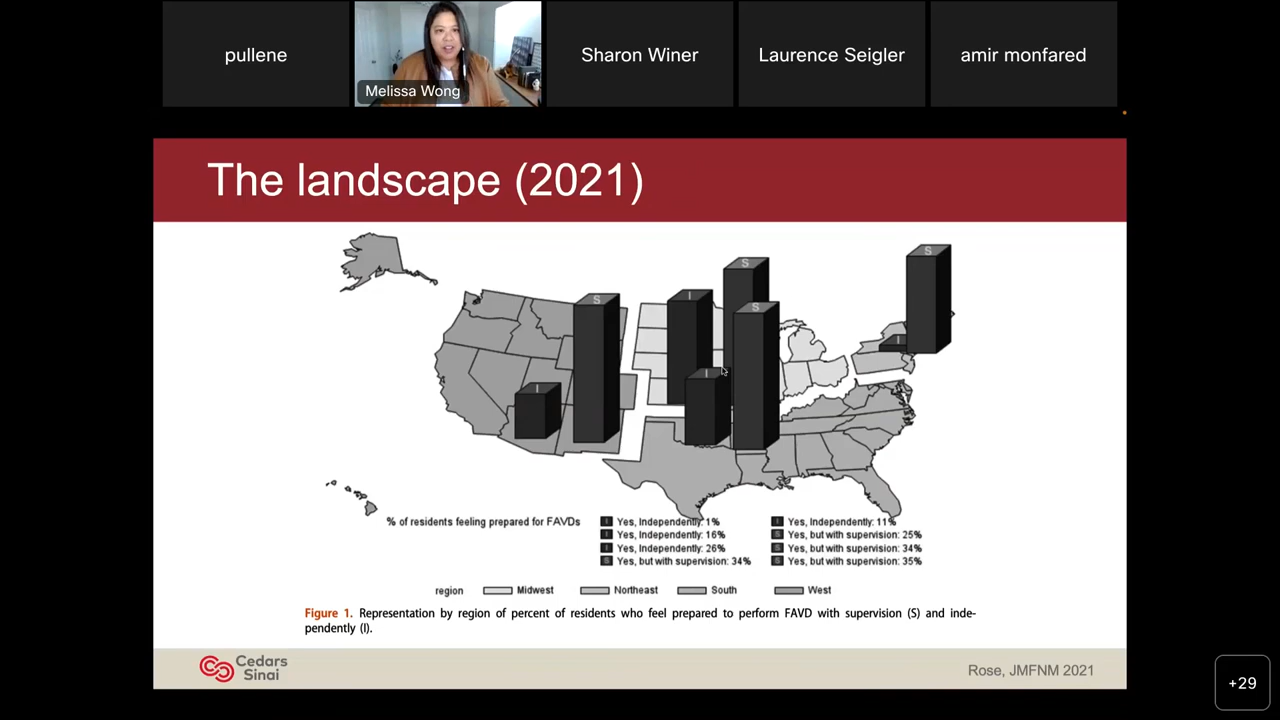 pullene
Melissa Wong
Sharon Winer
Laurence Seigler
amir monfared
The landscape (2021)
S
S
I
S
S
I
I
I
% of residents feeling prepared for FAVDs
I Yes, Independently: 1%
I Yes, Independently: 16%
I Yes, Independently: 26%
S Yes, but with supervision: 34%
I Yes, Independently: 11%
S Yes, but with supervision: 25%
S Yes, but with supervision: 34%
S Yes, but with supervision: 35%
region Midwest Northeast South West
Figure 1. Representation by region of percent of residents who feel prepared to perform FAVD with supervision (S) and inde-
pendently (I).
Cedars
Sinai
Rose, JMFNM 2021
+29